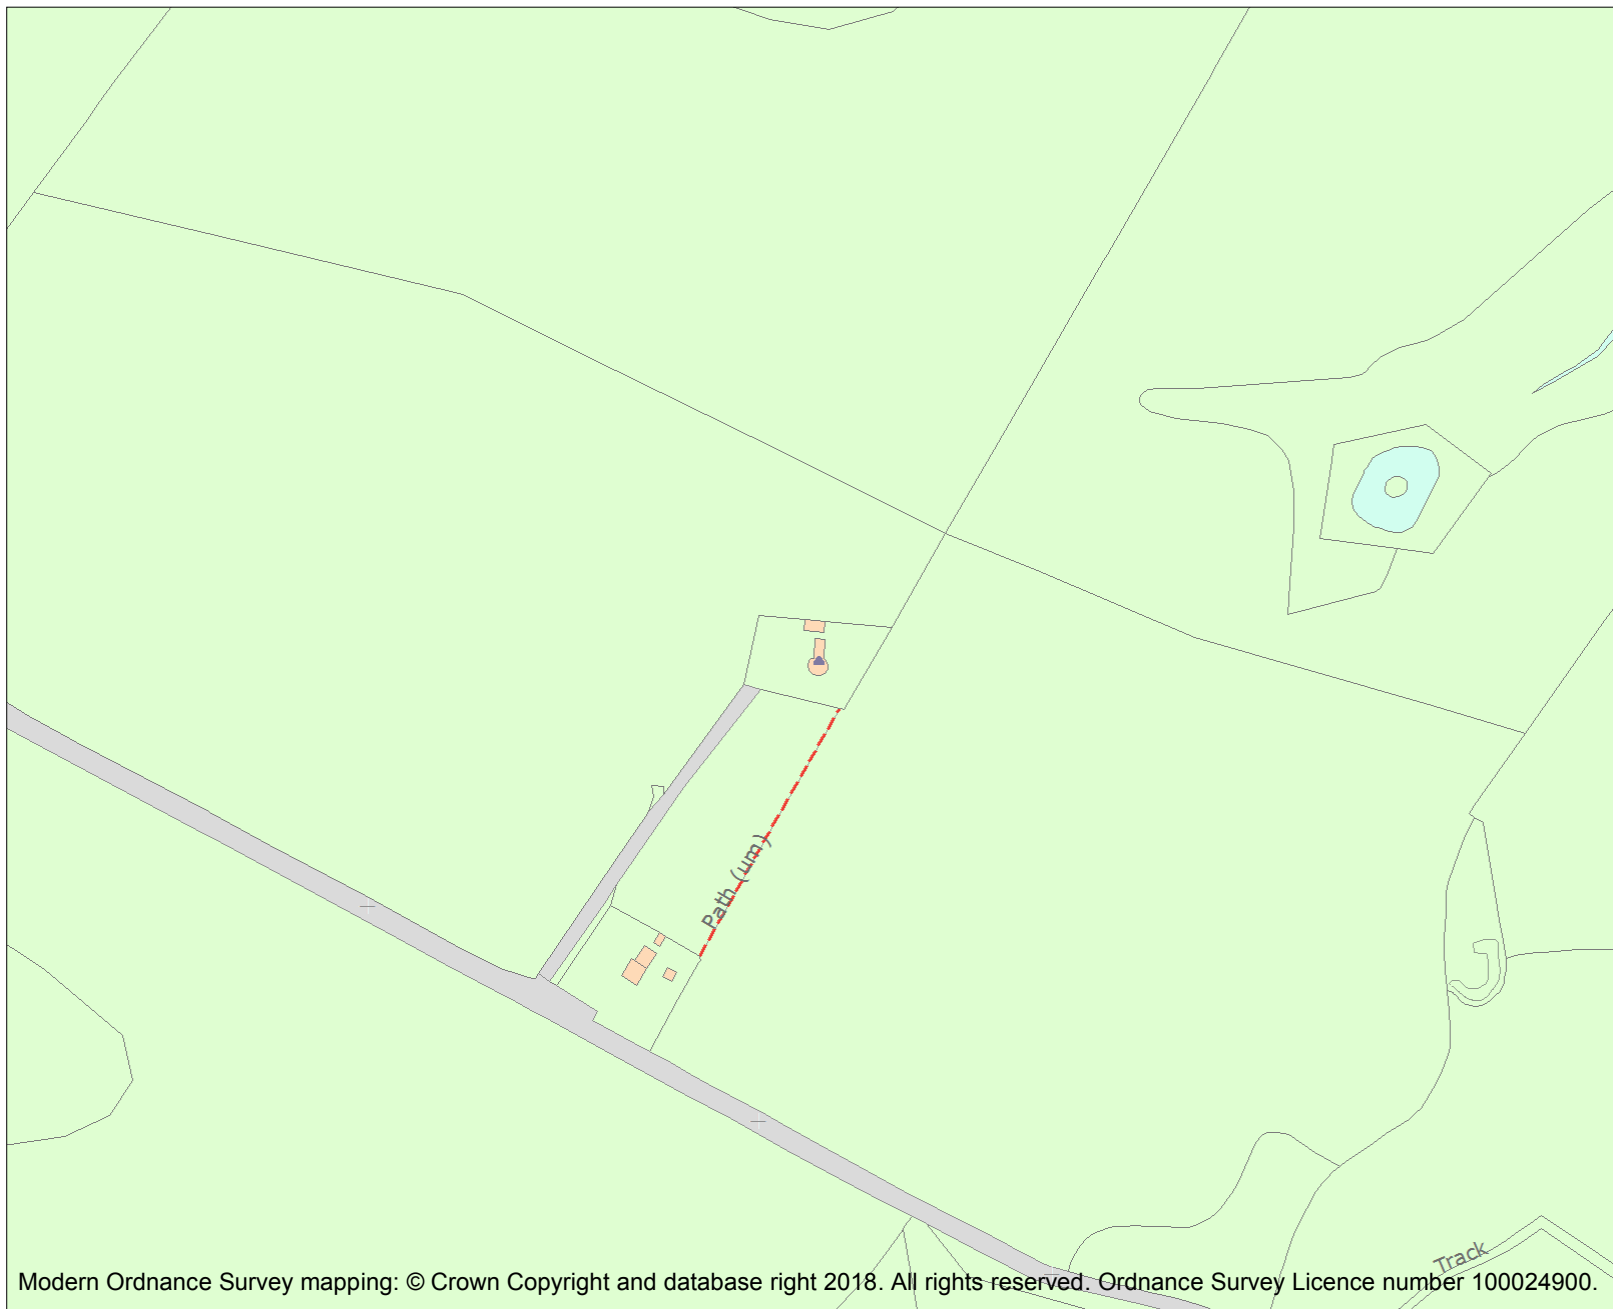 Path (um)
Track
Modern Ordnance Survey mapping: © Crown Copyright and database right 2018. All rights reserved. Ordnance Survey Licence number 100024900.